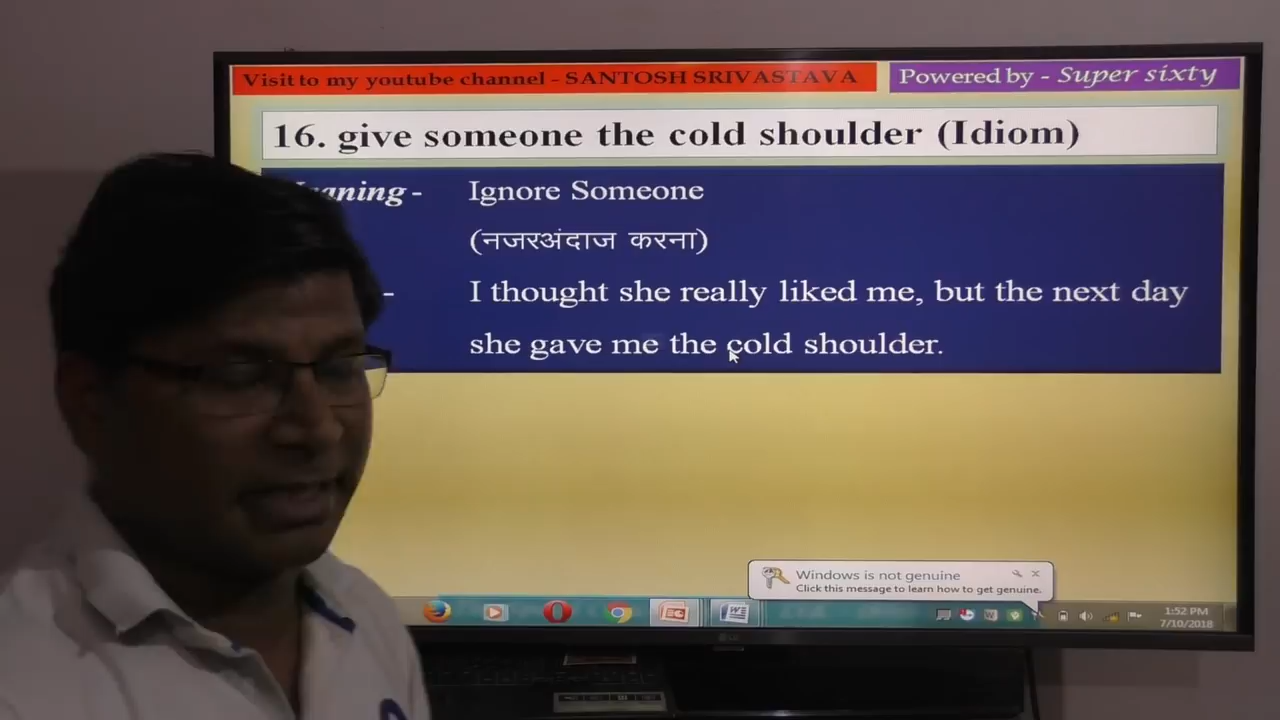 Visit to my youtube channel - SANTOSH SRIVASTAVA
Powered by - Super sixty
16. give someone the cold shoulder (Idiom)
- Ignore Someone
(नजरअंदाज करना)
- I thought she really liked me, but the next day
she gave me the cold shoulder.
Windows is not genuine
Click this message to learn how to get genuine.
1:52 PM
7/10/2018
LG